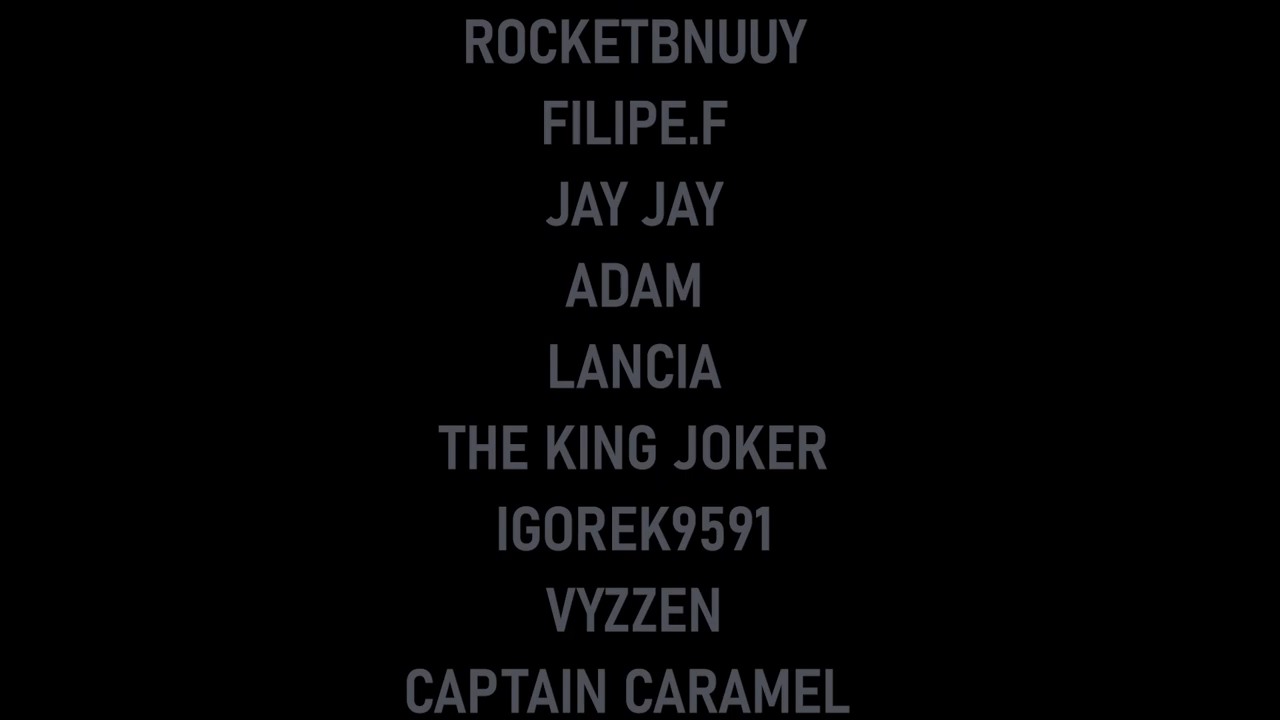 ROCKETBNUUY
FILIPE.F
JAY JAY
ADAM
LANCIA
THE KING JOKER
IGOREK9591
VYZZEN
CAPTAIN CARAMEL